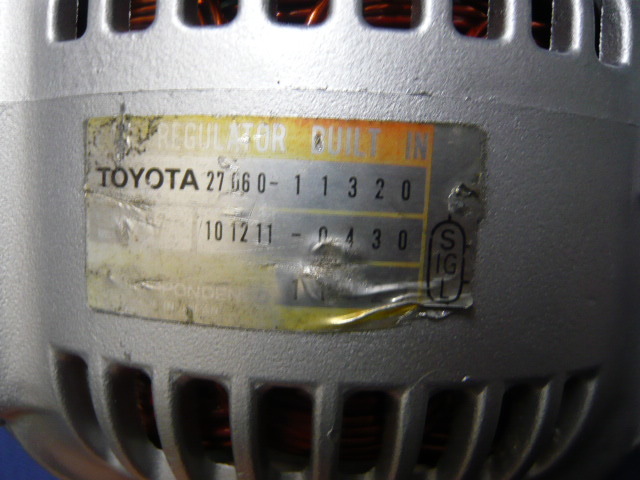 REGULATOR BUILT IN
TOYOTA 27060-11320
101211-0430
S
IG
L